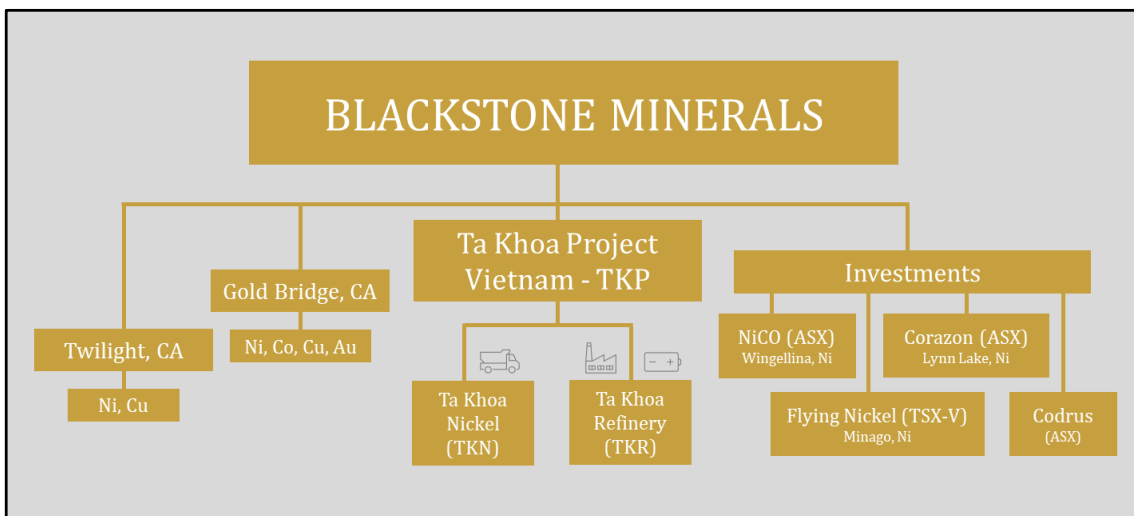 BLACKSTONE MINERALS
Ta Khoa Project
Vietnam - TKP
Investments
Gold Bridge, CA
Twilight, CA
Ni, Co, Cu, Au
Ni, Cu
Ta Khoa
Nickel
(TKN)
Ta Khoa
Refinery
(TKR)
NiCO (ASX)
Wingellina, Ni
Corazon (ASX)
Lynn Lake, Ni
Flying Nickel (TSX-V)
Minago, Ni
Codrus
(ASX)